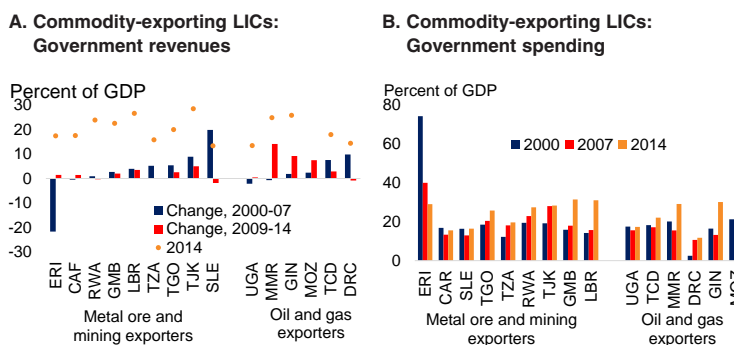 A. Commodity-exporting LICs:
Government revenues
Percent of GDP
30
20
10
0
-10
-20
-30
Change, 2000-07
Change, 2009-14
2014
ERI CAF RWA GMB LBR TZA TGO TJK SLE UGA MMR GIN MOZ TCD DRC
Metal ore and
mining exporters
Oil and gas
exporters
B. Commodity-exporting LICs:
Government spending
Percent of GDP
80
60
40
20
0
2000 2007 2014
ERI CAR SLE TGO TZA RWA TJK GMB LBR UGA TCD MMR DRC GIN MOZ
Metal ore and mining
exporters
Oil and gas
exporters